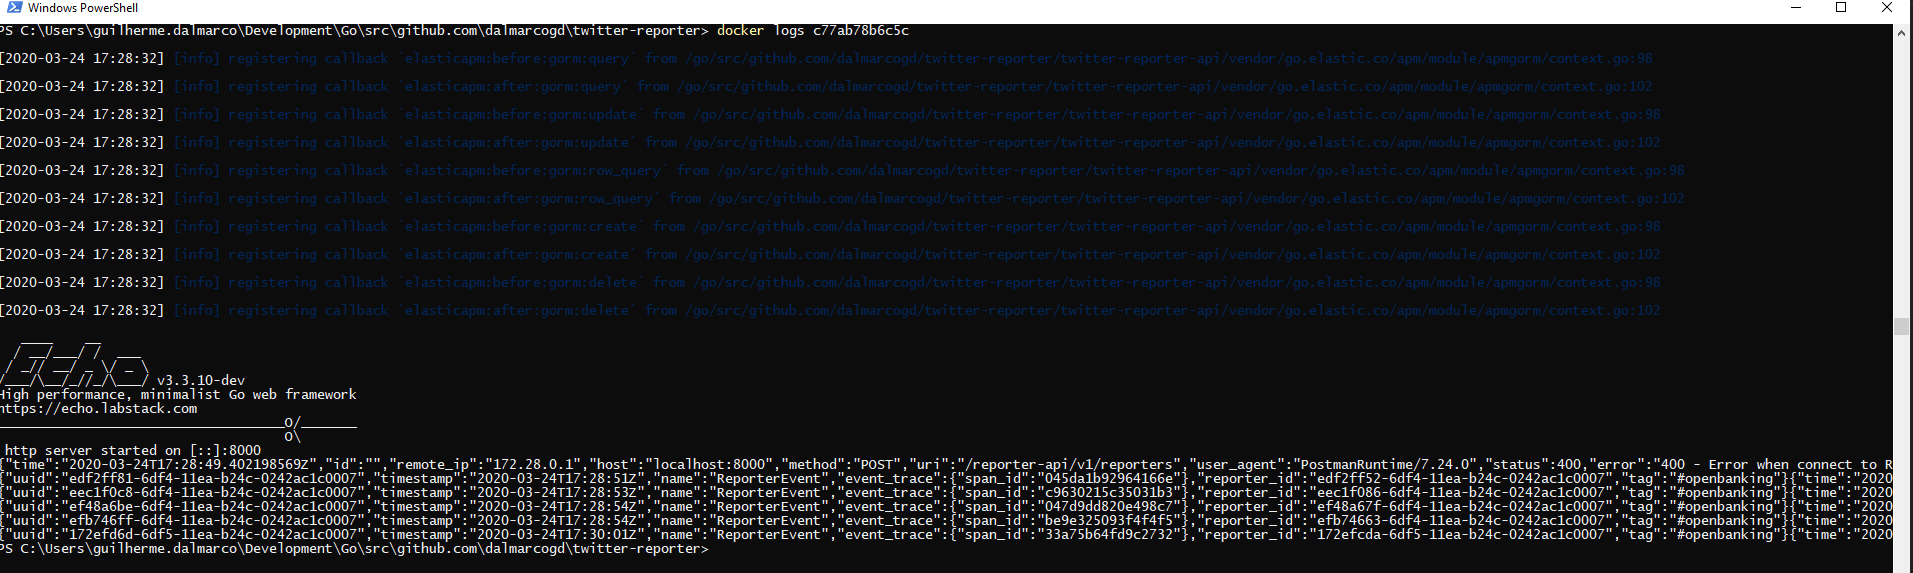 Windows PowerShell
PS C:\Users\guilherme.dalmarco\Development\Go\src\github.com\dalmarcogd\twitter-reporter> docker logs c77ab78b6c5c
[2020-03-24 17:28:32] [info] registering callback `elasticapm:before:gorm:query` from /go/src/github.com/dalmarcogd/twitter-reporter/twitter-reporter-api/vendor/go.elastic.co/apm/module/apmgorm/context.go:98
[2020-03-24 17:28:32] [info] registering callback `elasticapm:after:gorm:query` from /go/src/github.com/dalmarcogd/twitter-reporter/twitter-reporter-api/vendor/go.elastic.co/apm/module/apmgorm/context.go:102
[2020-03-24 17:28:32] [info] registering callback `elasticapm:before:gorm:update` from /go/src/github.com/dalmarcogd/twitter-reporter/twitter-reporter-api/vendor/go.elastic.co/apm/module/apmgorm/context.go:98
[2020-03-24 17:28:32] [info] registering callback `elasticapm:after:gorm:update` from /go/src/github.com/dalmarcogd/twitter-reporter/twitter-reporter-api/vendor/go.elastic.co/apm/module/apmgorm/context.go:102
[2020-03-24 17:28:32] [info] registering callback `elasticapm:before:gorm:row_query` from /go/src/github.com/dalmarcogd/twitter-reporter/twitter-reporter-api/vendor/go.elastic.co/apm/module/apmgorm/context.go:98
[2020-03-24 17:28:32] [info] registering callback `elasticapm:after:gorm:row_query` from /go/src/github.com/dalmarcogd/twitter-reporter/twitter-reporter-api/vendor/go.elastic.co/apm/module/apmgorm/context.go:102
[2020-03-24 17:28:32] [info] registering callback `elasticapm:before:gorm:create` from /go/src/github.com/dalmarcogd/twitter-reporter/twitter-reporter-api/vendor/go.elastic.co/apm/module/apmgorm/context.go:98
[2020-03-24 17:28:32] [info] registering callback `elasticapm:after:gorm:create` from /go/src/github.com/dalmarcogd/twitter-reporter/twitter-reporter-api/vendor/go.elastic.co/apm/module/apmgorm/context.go:102
[2020-03-24 17:28:32] [info] registering callback `elasticapm:before:gorm:delete` from /go/src/github.com/dalmarcogd/twitter-reporter/twitter-reporter-api/vendor/go.elastic.co/apm/module/apmgorm/context.go:98
[2020-03-24 17:28:32] [info] registering callback `elasticapm:after:gorm:delete` from /go/src/github.com/dalmarcogd/twitter-reporter/twitter-reporter-api/vendor/go.elastic.co/apm/module/apmgorm/context.go:102
Echo
v3.3.10-dev
High performance, minimalist Go web framework
https://echo.labstack.com
____________________________________O/_______
O\
http server started on [::]:8000
{"time":"2020-03-24T17:28:49.402198569Z","id":"","remote_ip":"172.28.0.1","host":"localhost:8000","method":"POST","uri":"/reporter-api/v1/reporters","user_agent":"PostmanRuntime/7.24.0","status":400,"error":"400 - Error when connect to R
{"uuid":"edf2ff81-6df4-11ea-b24c-0242ac1c0007","timestamp":"2020-03-24T17:28:51Z","name":"ReporterEvent","event_trace":{"span_id":"045da1b92964166e"},"reporter_id":"edf2ff52-6df4-11ea-b24c-0242ac1c0007","tag":"#openbanking"}{"time":"2020
{"uuid":"eec1f0c8-6df4-11ea-b24c-0242ac1c0007","timestamp":"2020-03-24T17:28:53Z","name":"ReporterEvent","event_trace":{"span_id":"c9630215c35031b3"},"reporter_id":"eec1f086-6df4-11ea-b24c-0242ac1c0007","tag":"#openbanking"}{"time":"2020
{"uuid":"ef48a6be-6df4-11ea-b24c-0242ac1c0007","timestamp":"2020-03-24T17:28:54Z","name":"ReporterEvent","event_trace":{"span_id":"047d9dd820e498c7"},"reporter_id":"ef48a67f-6df4-11ea-b24c-0242ac1c0007","tag":"#openbanking"}{"time":"2020
{"uuid":"efb746ff-6df4-11ea-b24c-0242ac1c0007","timestamp":"2020-03-24T17:28:54Z","name":"ReporterEvent","event_trace":{"span_id":"be9e325093f4f4f5"},"reporter_id":"efb74663-6df4-11ea-b24c-0242ac1c0007","tag":"#openbanking"}{"time":"2020
{"uuid":"172efd6d-6df5-11ea-b24c-0242ac1c0007","timestamp":"2020-03-24T17:30:01Z","name":"ReporterEvent","event_trace":{"span_id":"33a75b64fd9c2732"},"reporter_id":"172efcda-6df5-11ea-b24c-0242ac1c0007","tag":"#openbanking"}{"time":"2020
PS C:\Users\guilherme.dalmarco\Development\Go\src\github.com\dalmarcogd\twitter-reporter>